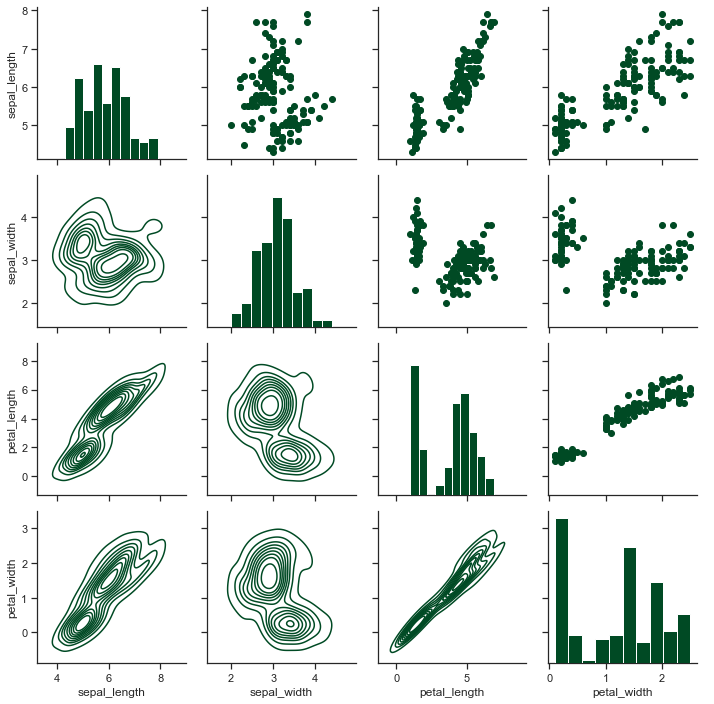 sepal_length
8
7
6
5
sepal_width
4
3
2
petal_length
8
6
4
2
0
petal_width
3
2
1
0
4 6 8
2 3 4
0 5
0 1 2
sepal_length sepal_width petal_length petal_width